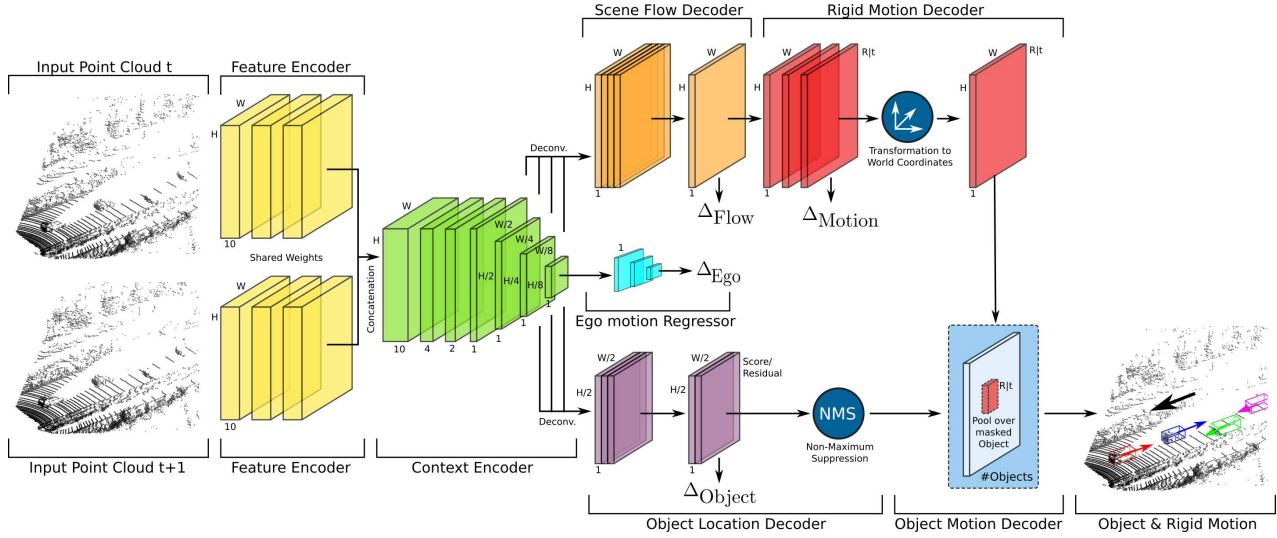 Scene Flow Decoder
Rigid Motion Decoder
Input Point Cloud t
Feature Encoder
W
H
10
Shared Weights
W
H
10
Input Point Cloud t+1
Feature Encoder
Concatenation
W
H
10
4
2
1
W/2
H/2
1
W/4
H/4
1
W/8
H/8
1
Context Encoder
Deconv.
Deconv.
W
H
1
W
H
1
ΔFlow
W
H
R|t
1
ΔMotion
Transformation to
World Coordinates
W
R|t
H
1
1
ΔEgo
Ego motion Regressor
W/2
H/2
1
W/2
H/2
Score/
Residual
1
ΔObject
NMS
Non-Maximum
Suppression
Object Location Decoder
R|t
Pool over
masked
Object
#Objects
Object Motion Decoder
Object & Rigid Motion